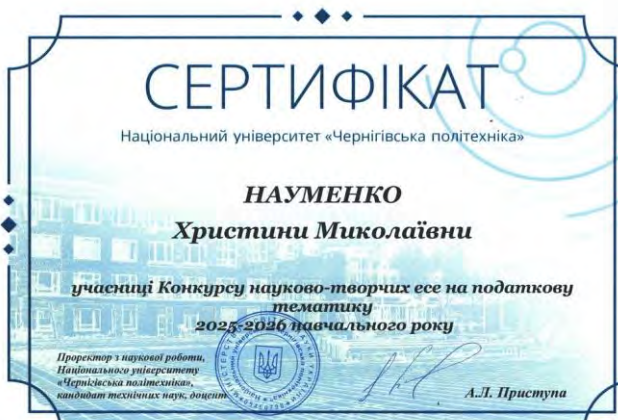 СЕРТИФІКАТ
Національний університет «Чернігівська політехніка»
НАУМЕНКО
Христини Миколаївни
учасниці Конкурсу науково-творчих есе на податкову
тематику
2025-2026 навчального року
Проректор з наукової роботи,
Національного університету
«Чернігівська політехніка»,
кандидат технічних наук, доцент
А.Л. Приступа